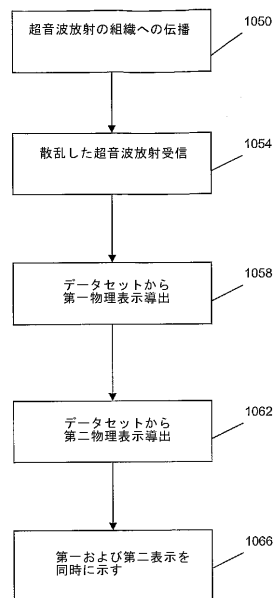 超音波放射の組織への伝播
1050
散乱した超音波放射受信
1054
データセットから
第一物理表示導出
1058
データセットから
第二物理表示導出
1062
第一および第二表示を
同時に示す
1066